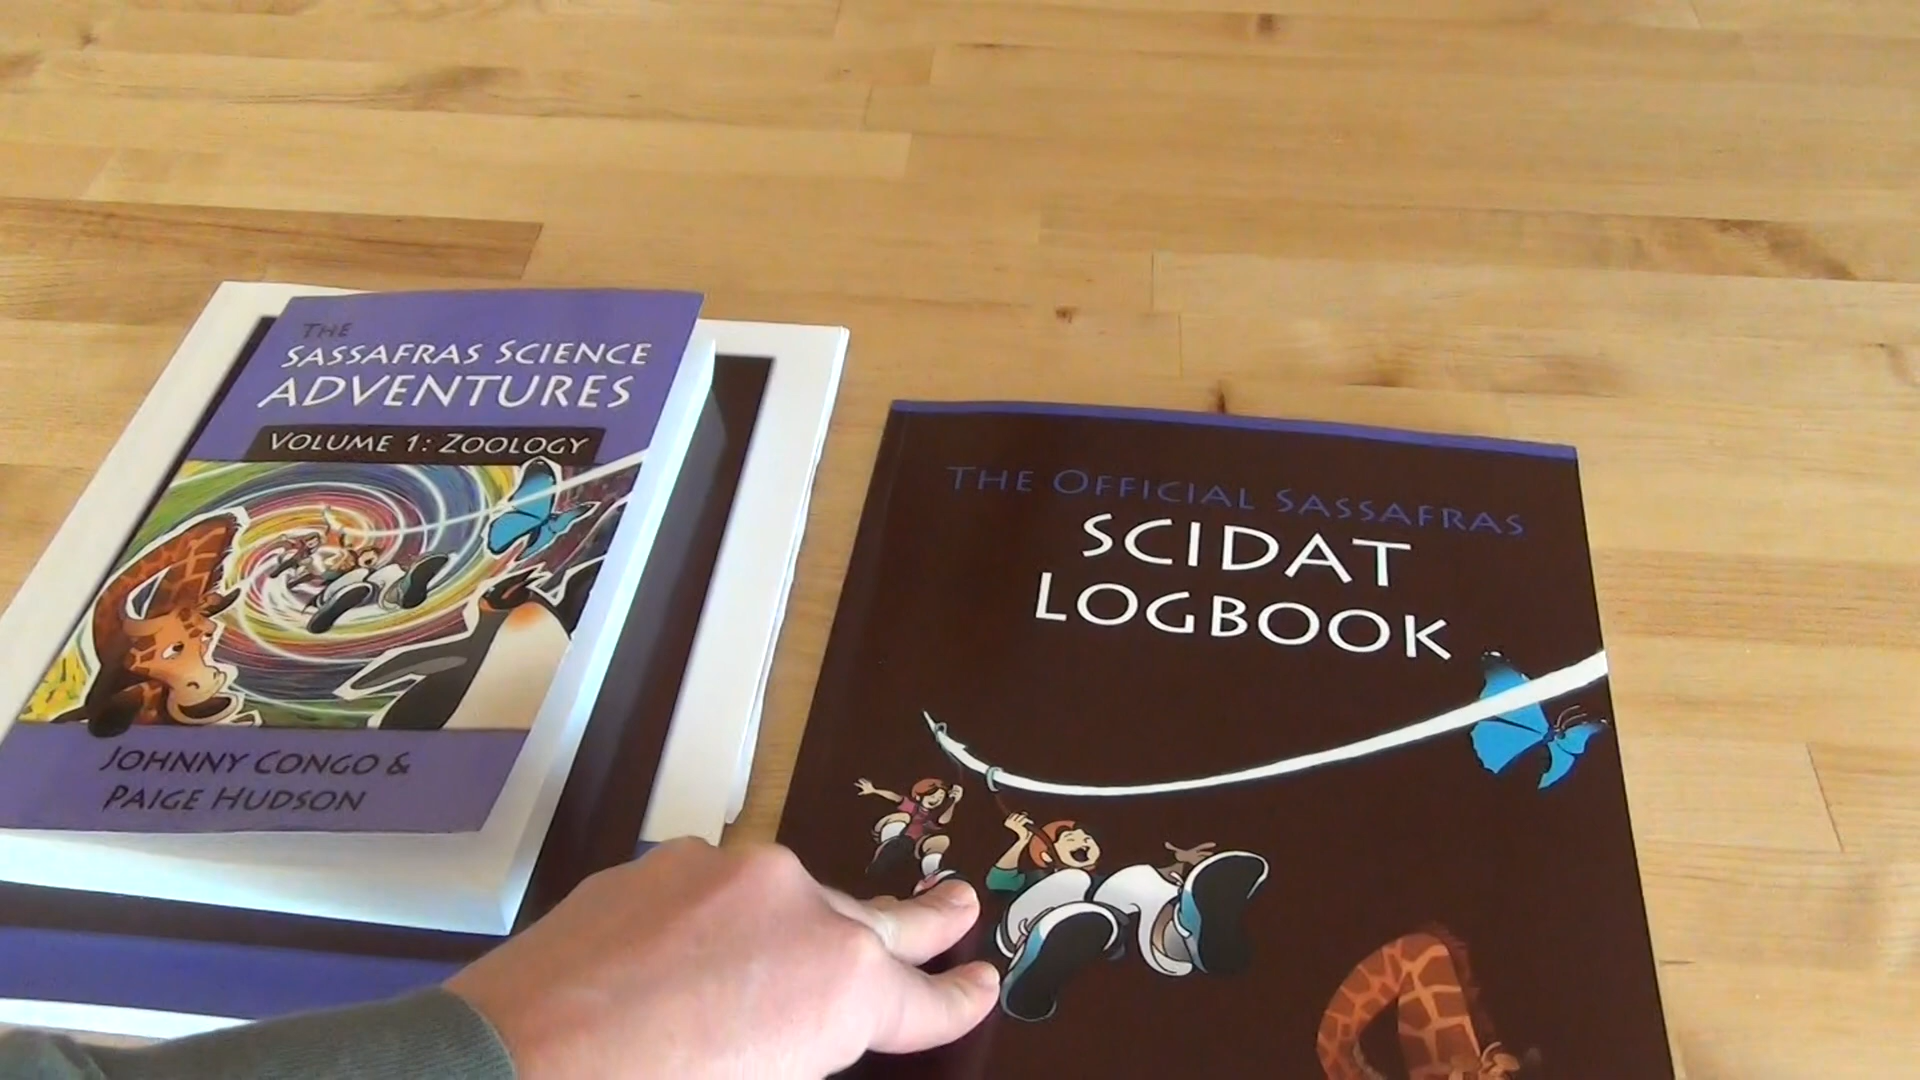 THE
SASSAFRAS SCIENCE
ADVENTURES
VOLUME 1: ZOOLOGY
JOHNNY CONGO &
PAIGE HUDSON
THE OFFICIAL SASSAFRAS
SCIDAT
LOGBOOK